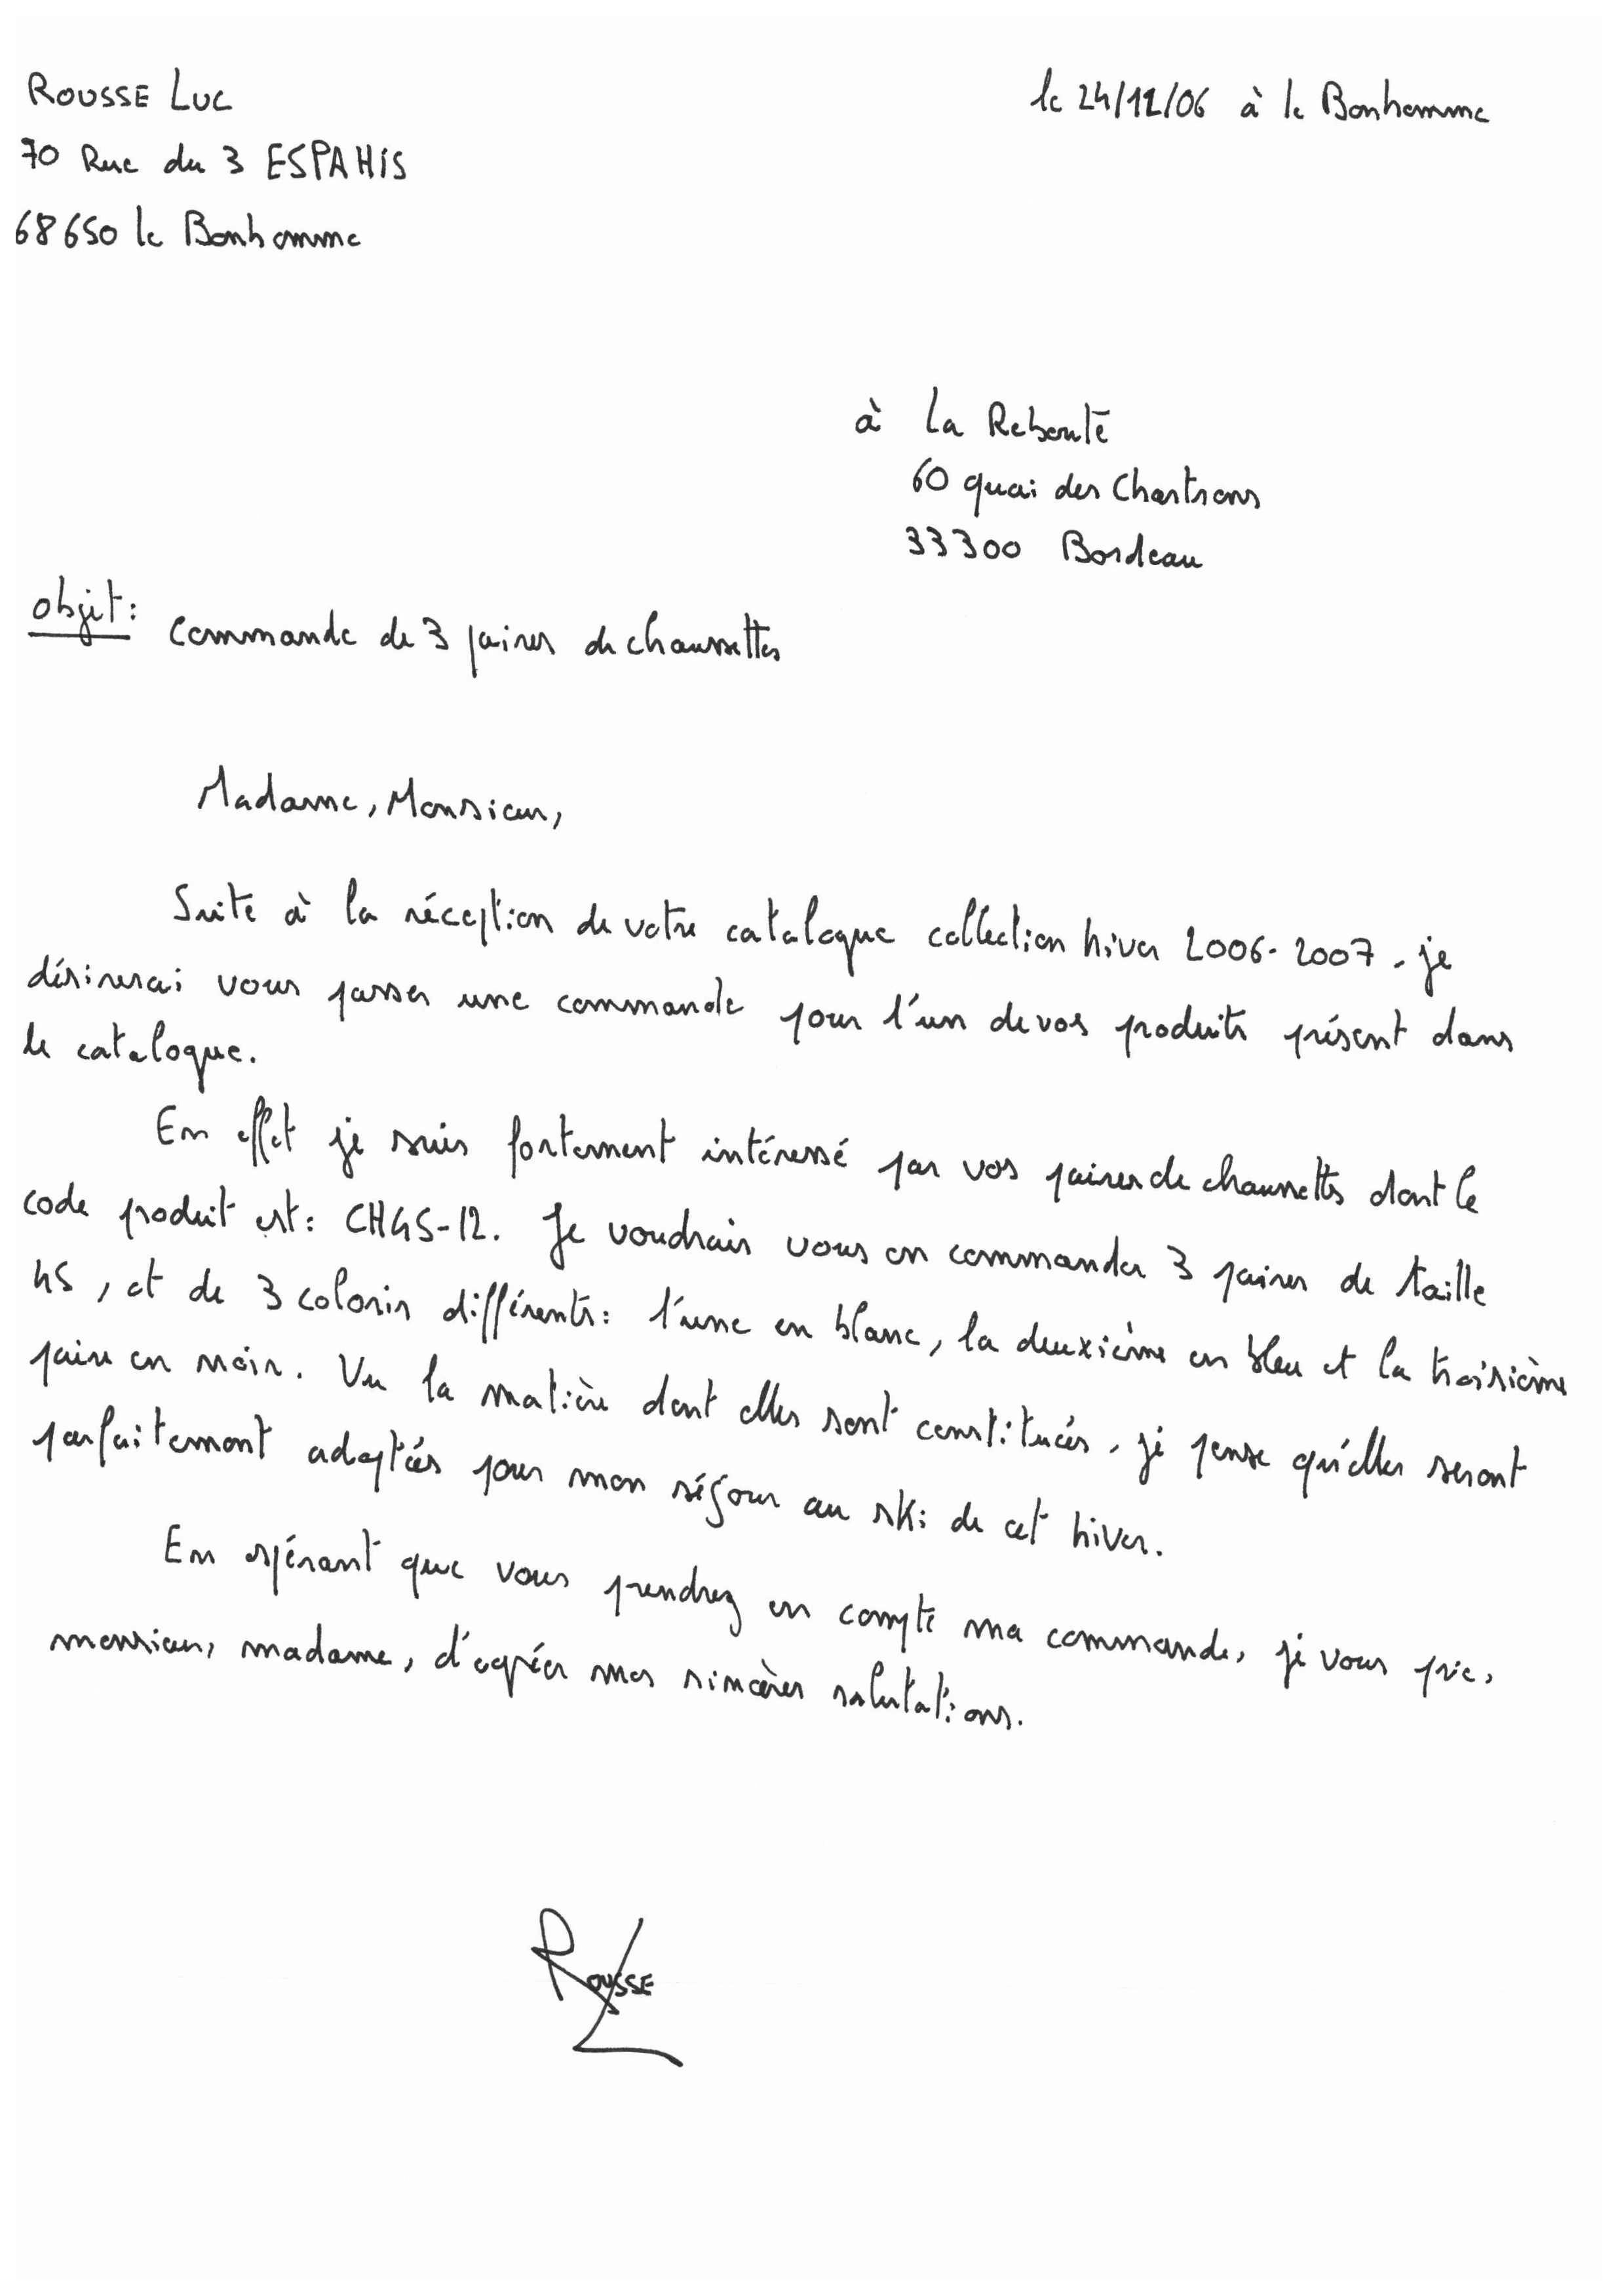 ROUSSE LUC
le 24/12/06 à le Bonhomme
70 Rue du 3 ESPAHIS
68650 le Bonhomme
à La Reboute
60 quai des Chartrons
33300 Bordeau
objet: Commande de 3 paires de chaussettes
Madame, Monsieur,
Suite à la réception de votre catalogue collection hiver 2006-2007, je
désirerai vous passer une commande pour l'un de vos produits présent dans
le catalogue.
En effet je suis fortement intéressé par vos paires de chaussettes dont le
code produit est: CH45-12. Je voudrais vous en commander 3 paires de taille
45, et de 3 coloris différents: l'une en blanc, la deuxième en bleu et la troisième
paire en noir. Vu la matière dont elles sont constituées, je pense qu'elles seront
parfaitement adaptées pour mon séjour au ski de cet hiver.
En espérant que vous prendrez en compte ma commande, je vous prie,
monsieur, madame, d'agréer mes sincères salutations.
ROUSSE